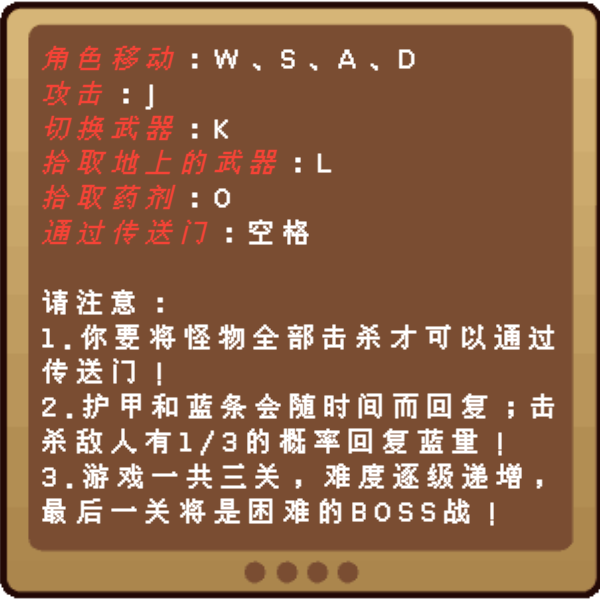 角色移动：W、S、A、D
攻击：J
切换武器：K
拾取地上的武器：L
拾取药剂：O
通过传送门：空格
请注意：
1.你要将怪物全部击杀才可以通过
传送门！
2.护甲和蓝条会随时间而回复；击
杀敌人有1/3的概率回复蓝量！
3.游戏一共三关，难度逐级递增，
最后一关将是困难的BOSS战！